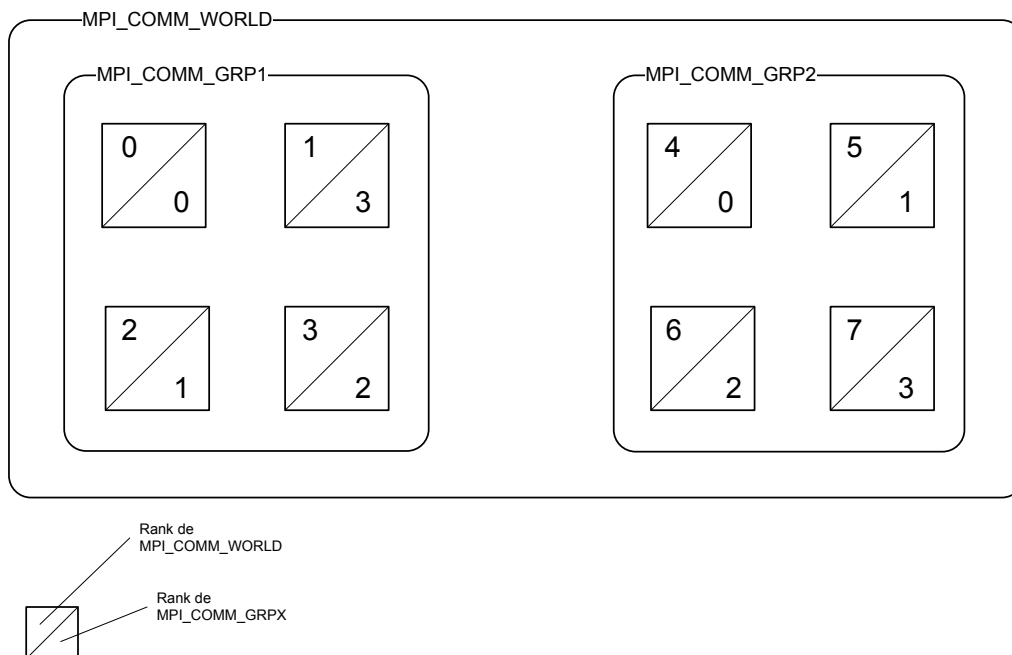 MPI_COMM_WORLD
MPI_COMM_GRP1
MPI_COMM_GRP2
0
0
1
3
4
0
5
1
2
1
3
2
6
2
7
3
Rank de
MPI_COMM_WORLD
Rank de
MPI_COMM_GRPX